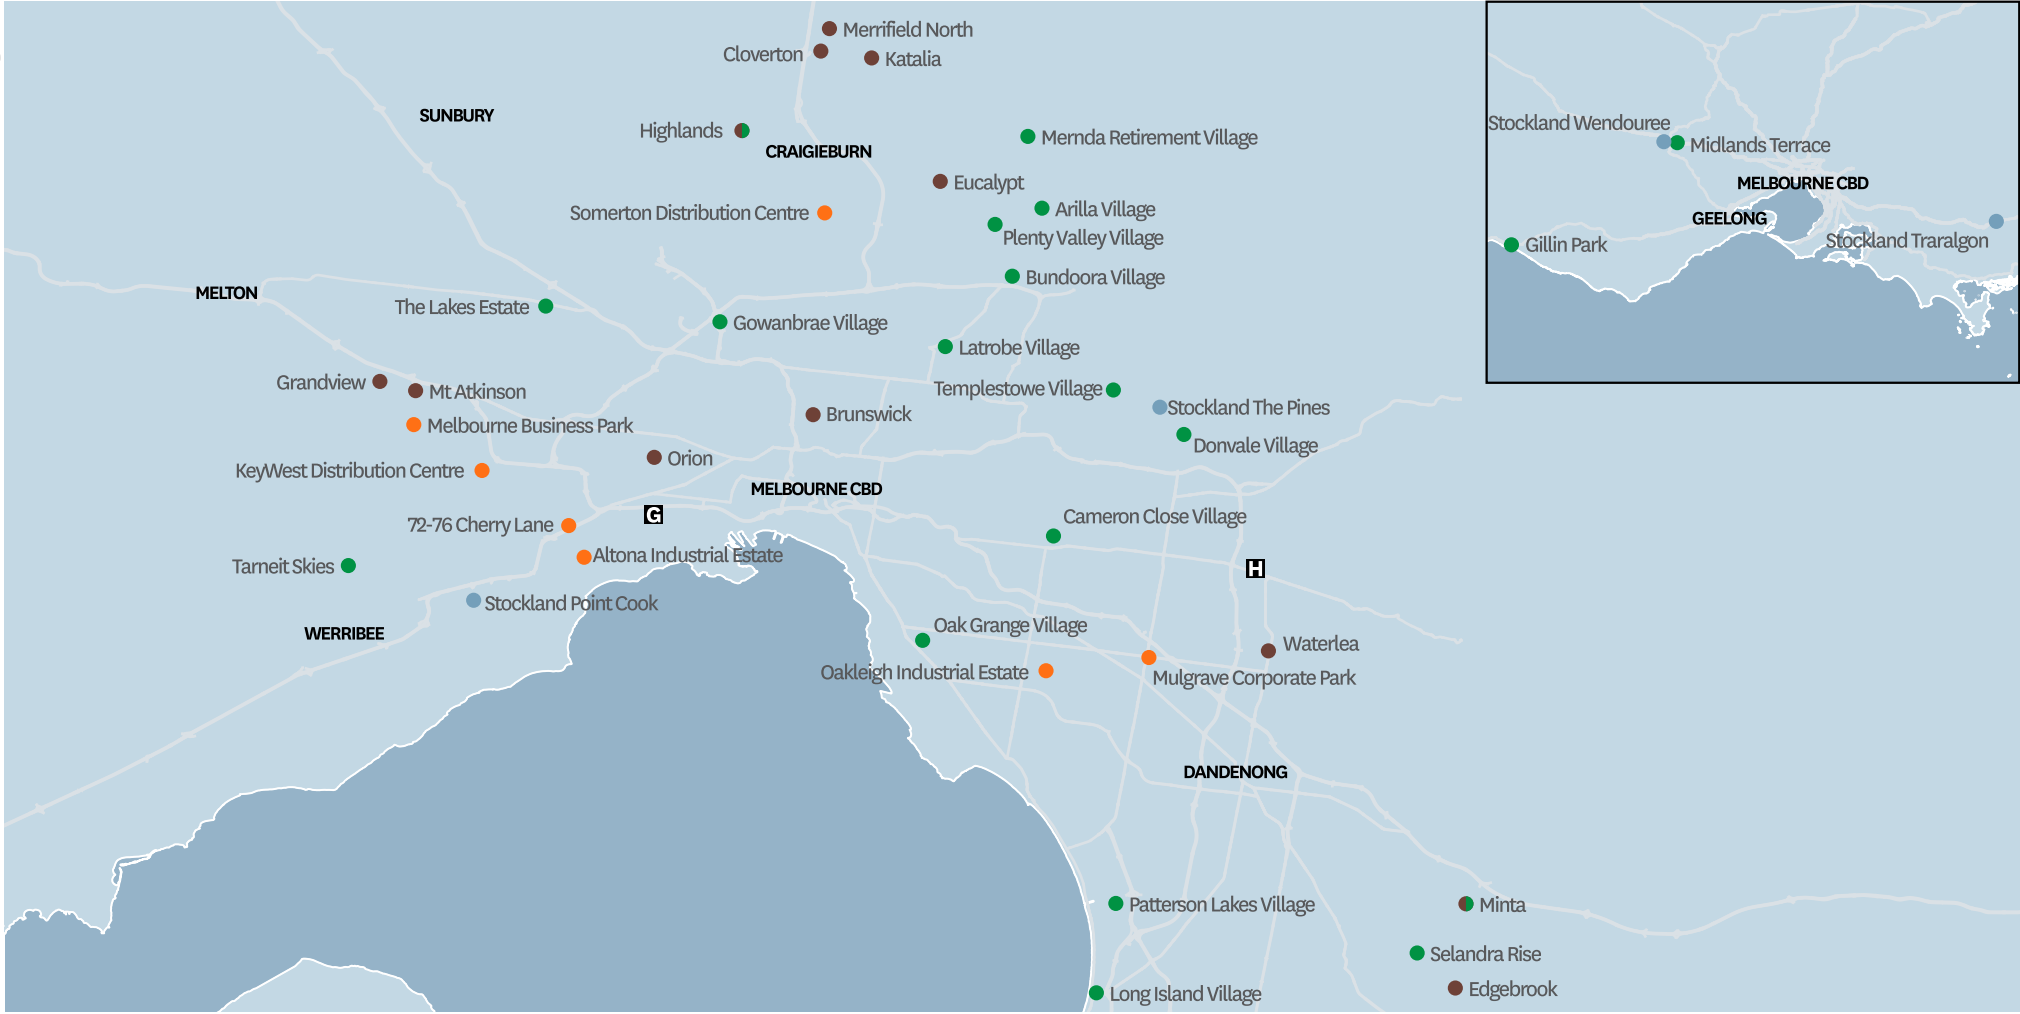 Merrifield North
Cloverton
Katalia
SUNBURY
Highlands
CRAIGIEBURN
Mernda Retirement Village
Eucalypt
Somerton Distribution Centre
Arilla Village
Plenty Valley Village
Bundoora Village
MELTON
The Lakes Estate
Gowanbrae Village
Latrobe Village
Grandview
Mt Atkinson
Templestowe Village
Stockland The Pines
Brunswick
Melbourne Business Park
Donvale Village
Orion
KeyWest Distribution Centre
MELBOURNE CBD
G
Cameron Close Village
72-76 Cherry Lane
Altona Industrial Estate
Tarneit Skies
H
Stockland Point Cook
WERRIBEE
Oak Grange Village
Waterlea
Oakleigh Industrial Estate
Mulgrave Corporate Park
DANDENONG
Patterson Lakes Village
Minta
Selandra Rise
Edgebrook
Long Island Village
Stockland Wendouree
Midlands Terrace
MELBOURNE CBD
GEELONG
Stockland Traralgon
Gillin Park